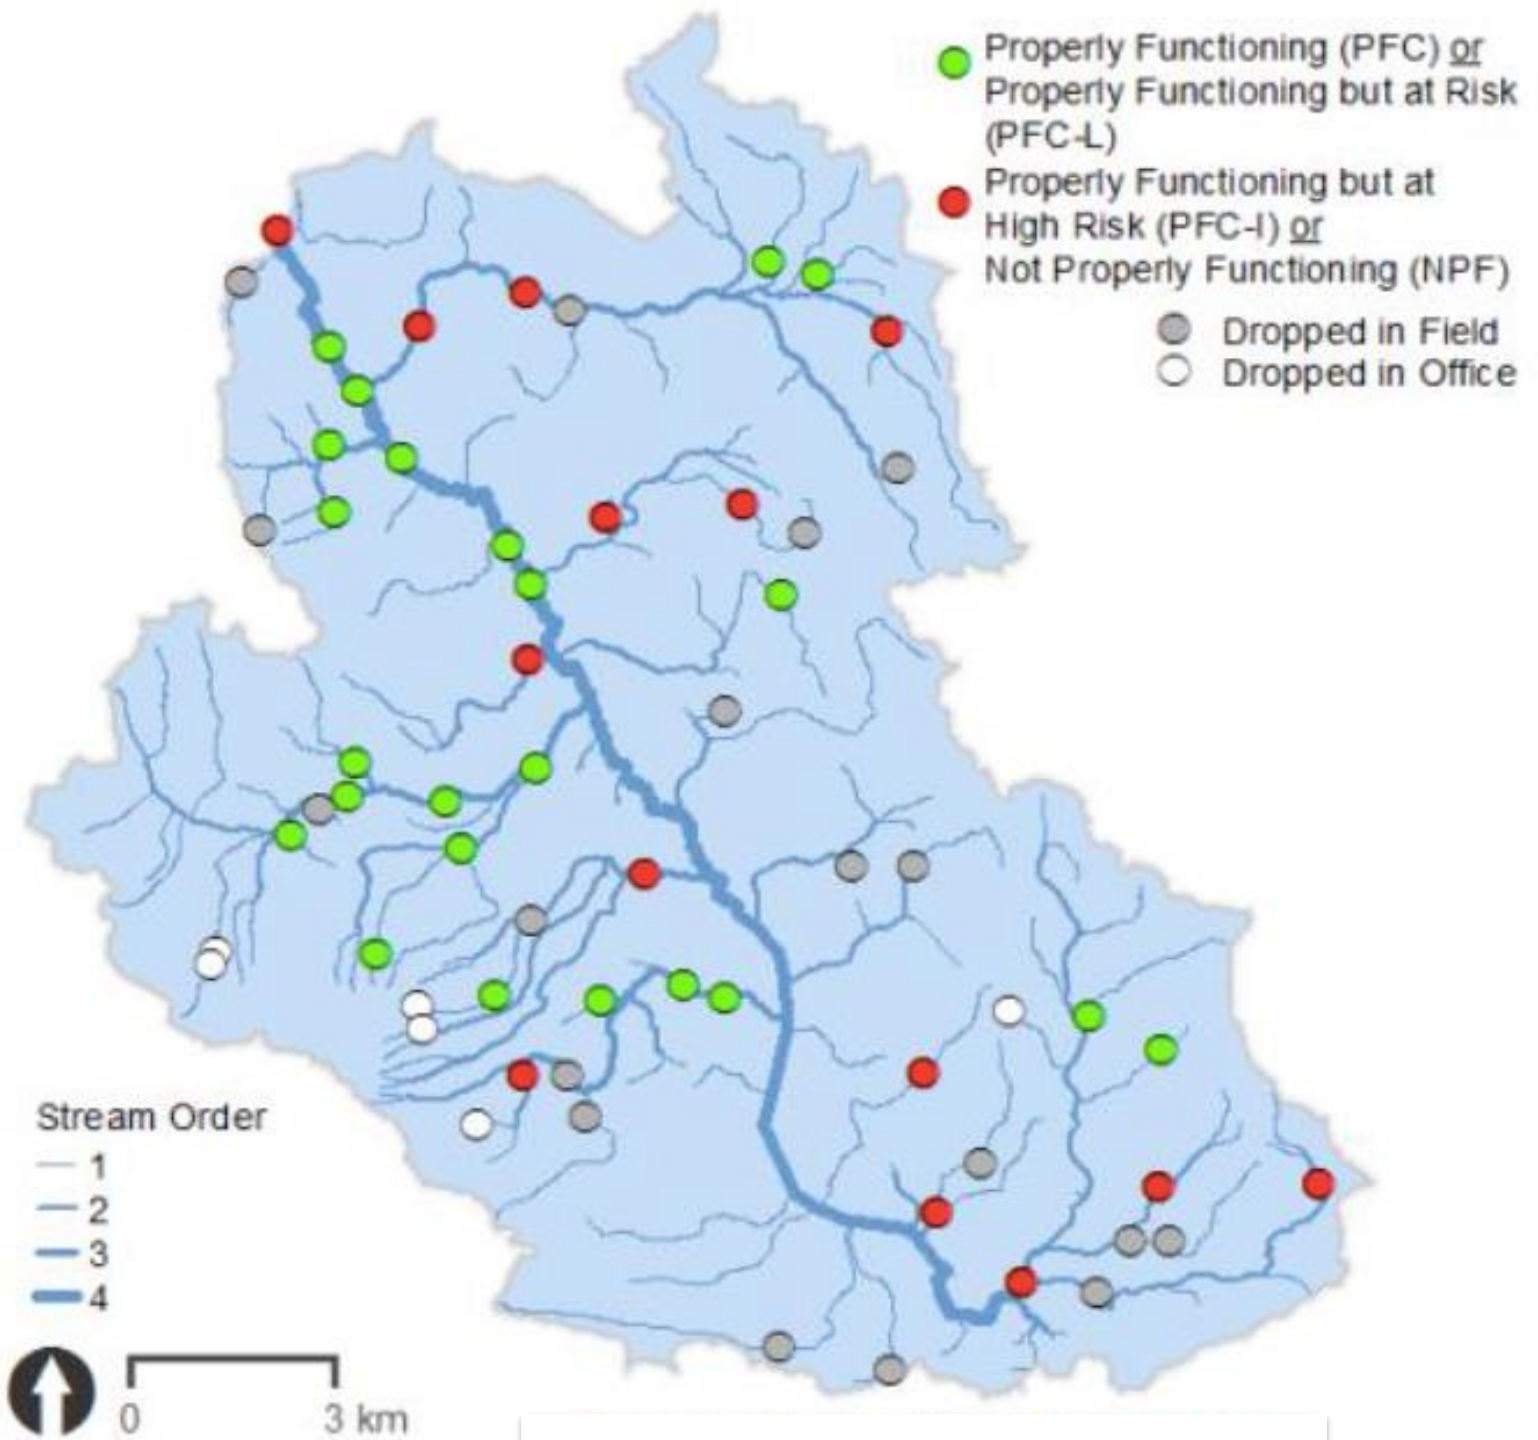 Properly Functioning (PFC) or
Properly Functioning but at Risk
(PFC-L)
Properly Functioning but at
High Risk (PFC-I) or
Not Properly Functioning (NPF)
Dropped in Field
Dropped in Office
Stream Order
1
2
3
4
0 3 km